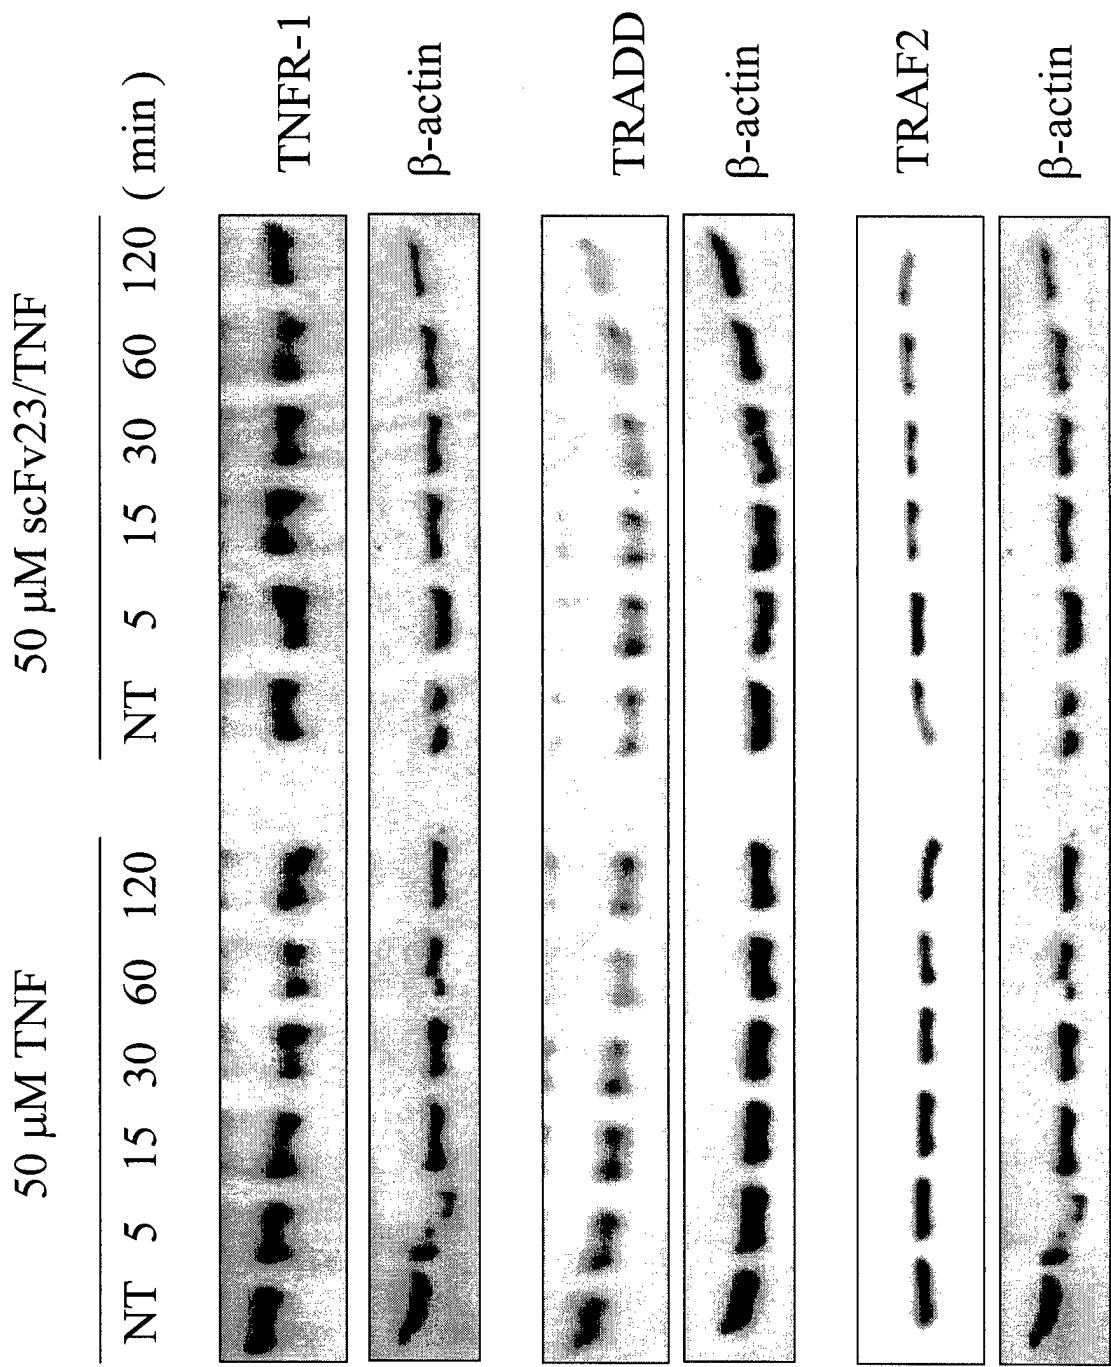 50 μM TNF 50 μM scFv23/TNF
NT 5 15 30 60 120 NT 5 15 30 60 120 ( min )
TNFR-1
β-actin
TRADD
β-actin
TRAF2
β-actin